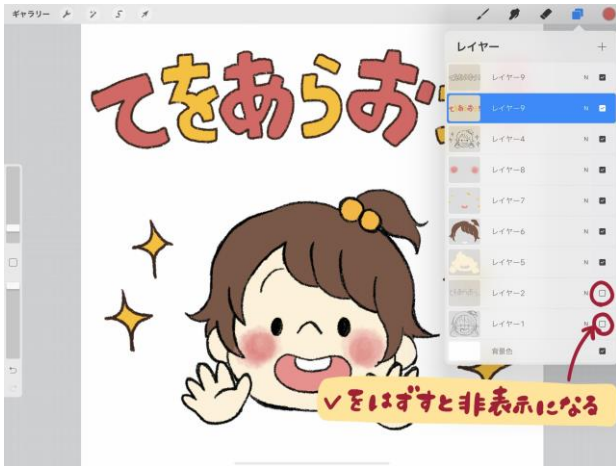 ギャラリー
てをあらお
レイヤー
レイヤー9 N
レイヤー9 N
レイヤー4 N
レイヤー8 N
レイヤー7 N
レイヤー6 N
レイヤー5 N
レイヤー2 N
レイヤー1 N
背景色
✓をはずすと非表示になる